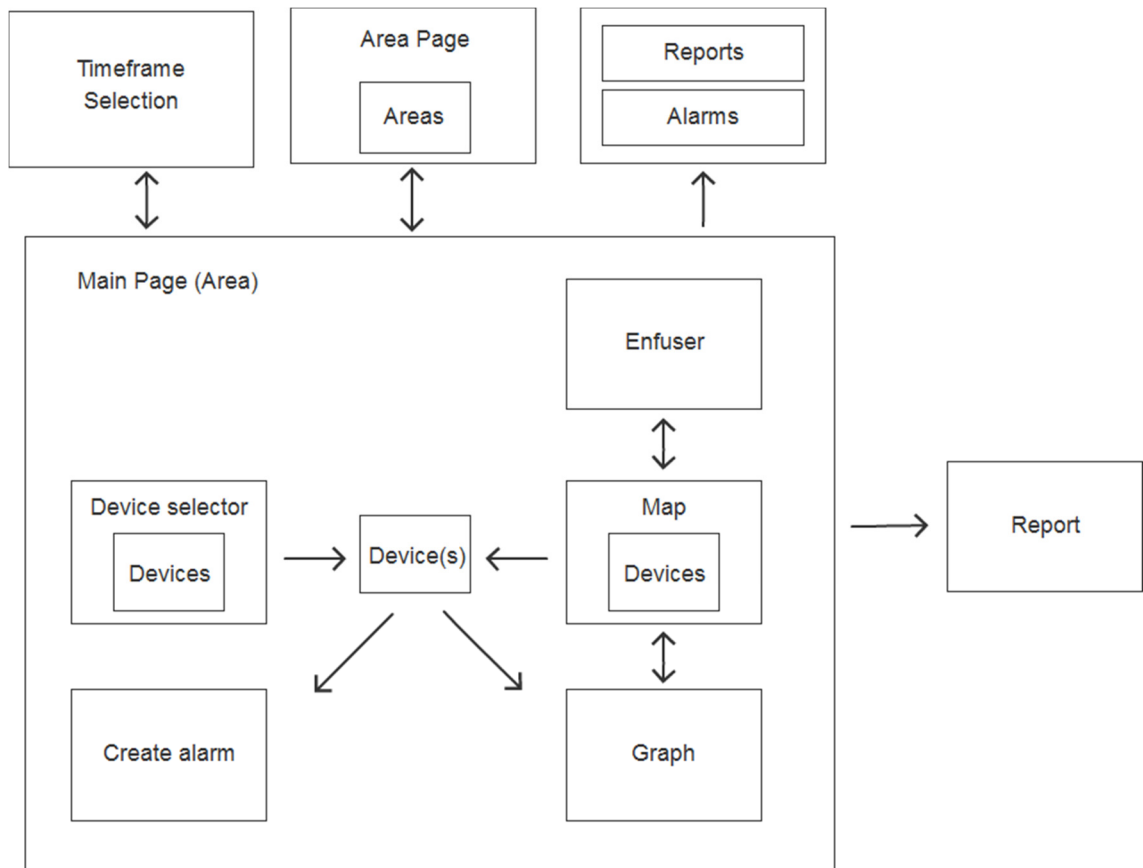 Timeframe
Selection
Area Page
Areas
Reports
Alarms
Main Page (Area)
Enfuser
Device selector
Devices
Device(s)
Map
Devices
Report
Create alarm
Graph